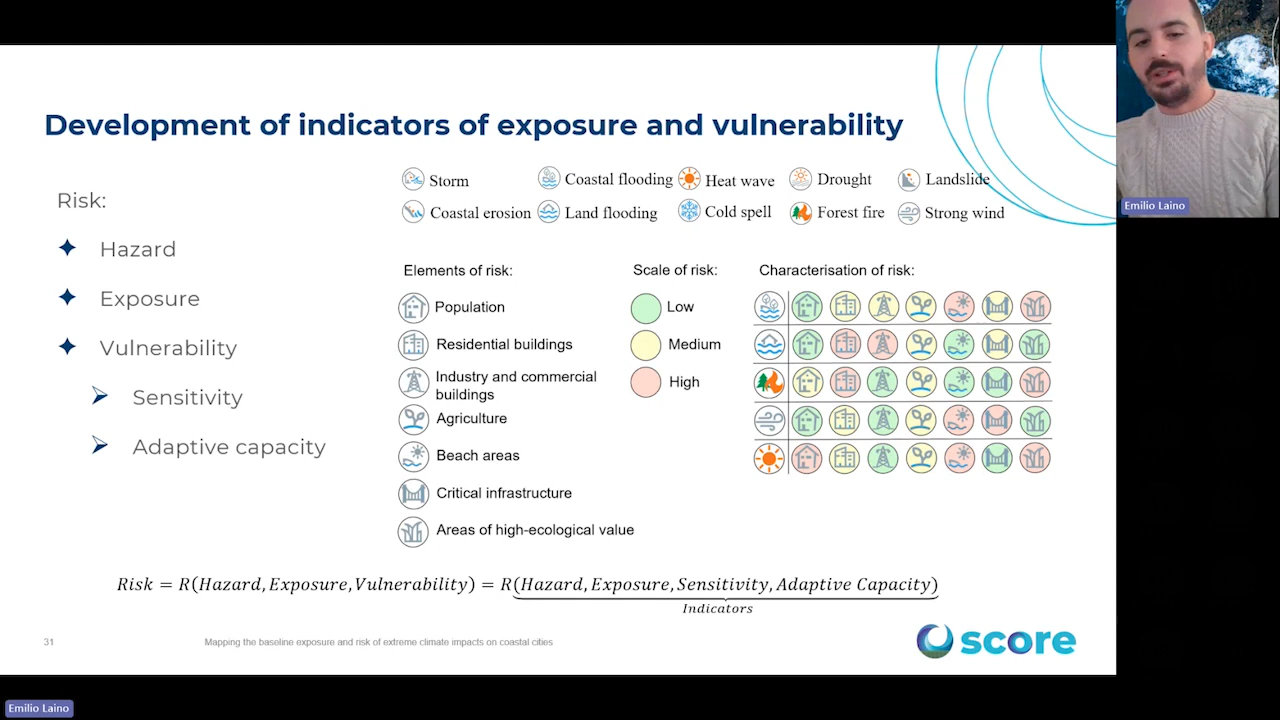 Development of indicators of exposure and vulnerability
Risk:
Hazard
Exposure
Vulnerability
Sensitivity
Adaptive capacity
Storm
Coastal flooding
Heat wave
Drought
Landslide
Coastal erosion
Land flooding
Cold spell
Forest fire
Strong wind
Elements of risk:
Population
Residential buildings
Industry and commercial
buildings
Agriculture
Beach areas
Critical infrastructure
Areas of high-ecological value
Scale of risk:
Low
Medium
High
Characterisation of risk:
Risk = R(Hazard, Exposure, Vulnerability) = R(Hazard, Exposure, Sensitivity, Adaptive Capacity)
Indicators
31
Mapping the baseline exposure and risk of extreme climate impacts on coastal cities
score
Emilio Laino
Emilio Laino